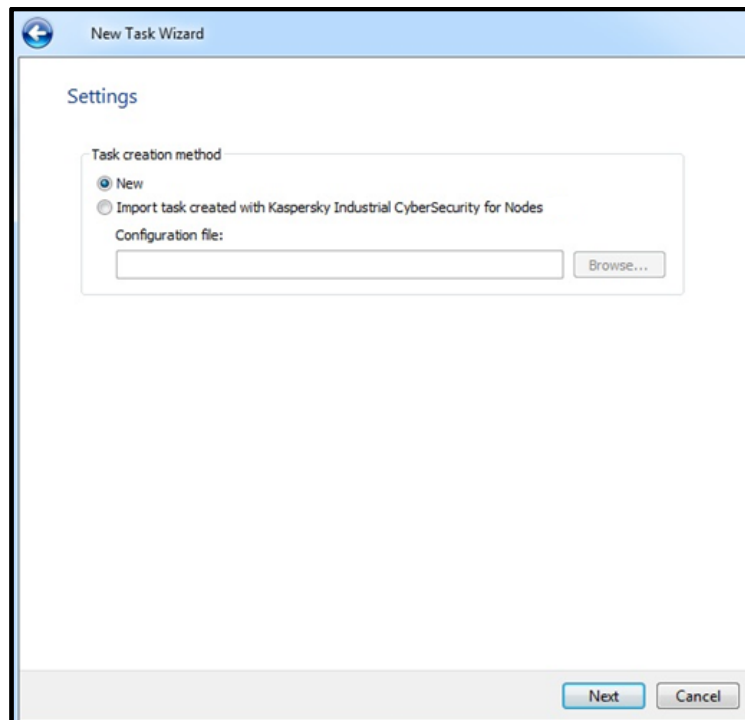 New Task Wizard
Settings
Task creation method
New
Import task created with Kaspersky Industrial CyberSecurity for Nodes
Configuration file:
Browse...
Next
Cancel